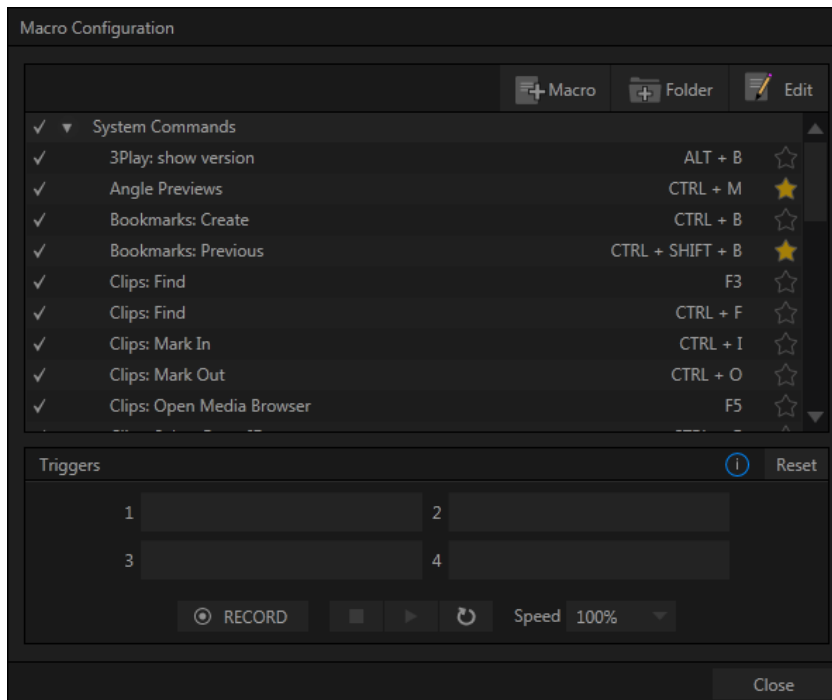 Macro Configuration
Macro Folder Edit
System Commands
3Play: show version ALT + B
Angle Previews CTRL + M
Bookmarks: Create CTRL + B
Bookmarks: Previous CTRL + SHIFT + B
Clips: Find F3
Clips: Find CTRL + F
Clips: Mark In CTRL + I
Clips: Mark Out CTRL + O
Clips: Open Media Browser F5
Triggers i Reset
1 2
3 4
RECORD Speed 100%
Close